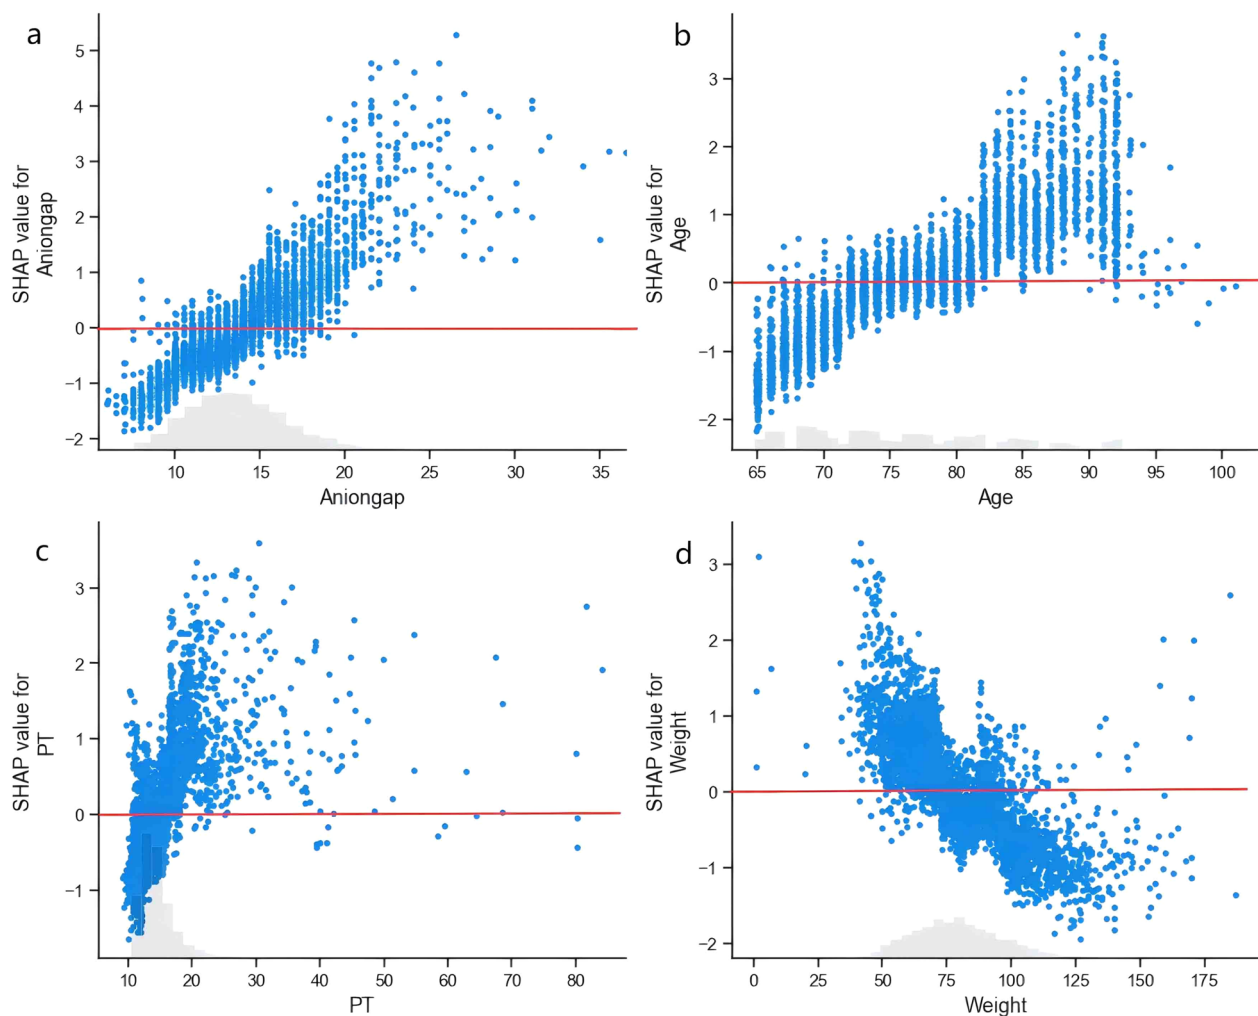 a
SHAP value for
Aniongap
5
4
3
2
1
0
−1
−2
10 15 20 25 30 35
Aniongap
b
SHAP value for
Age
3
2
1
0
−1
−2
65 70 75 80 85 90 95 100
Age
c
SHAP value for
PT
3
2
1
0
−1
10 20 30 40 50 60 70 80
PT
d
SHAP value for
Weight
3
2
1
0
−1
−2
0 25 50 75 100 125 150 175
Weight